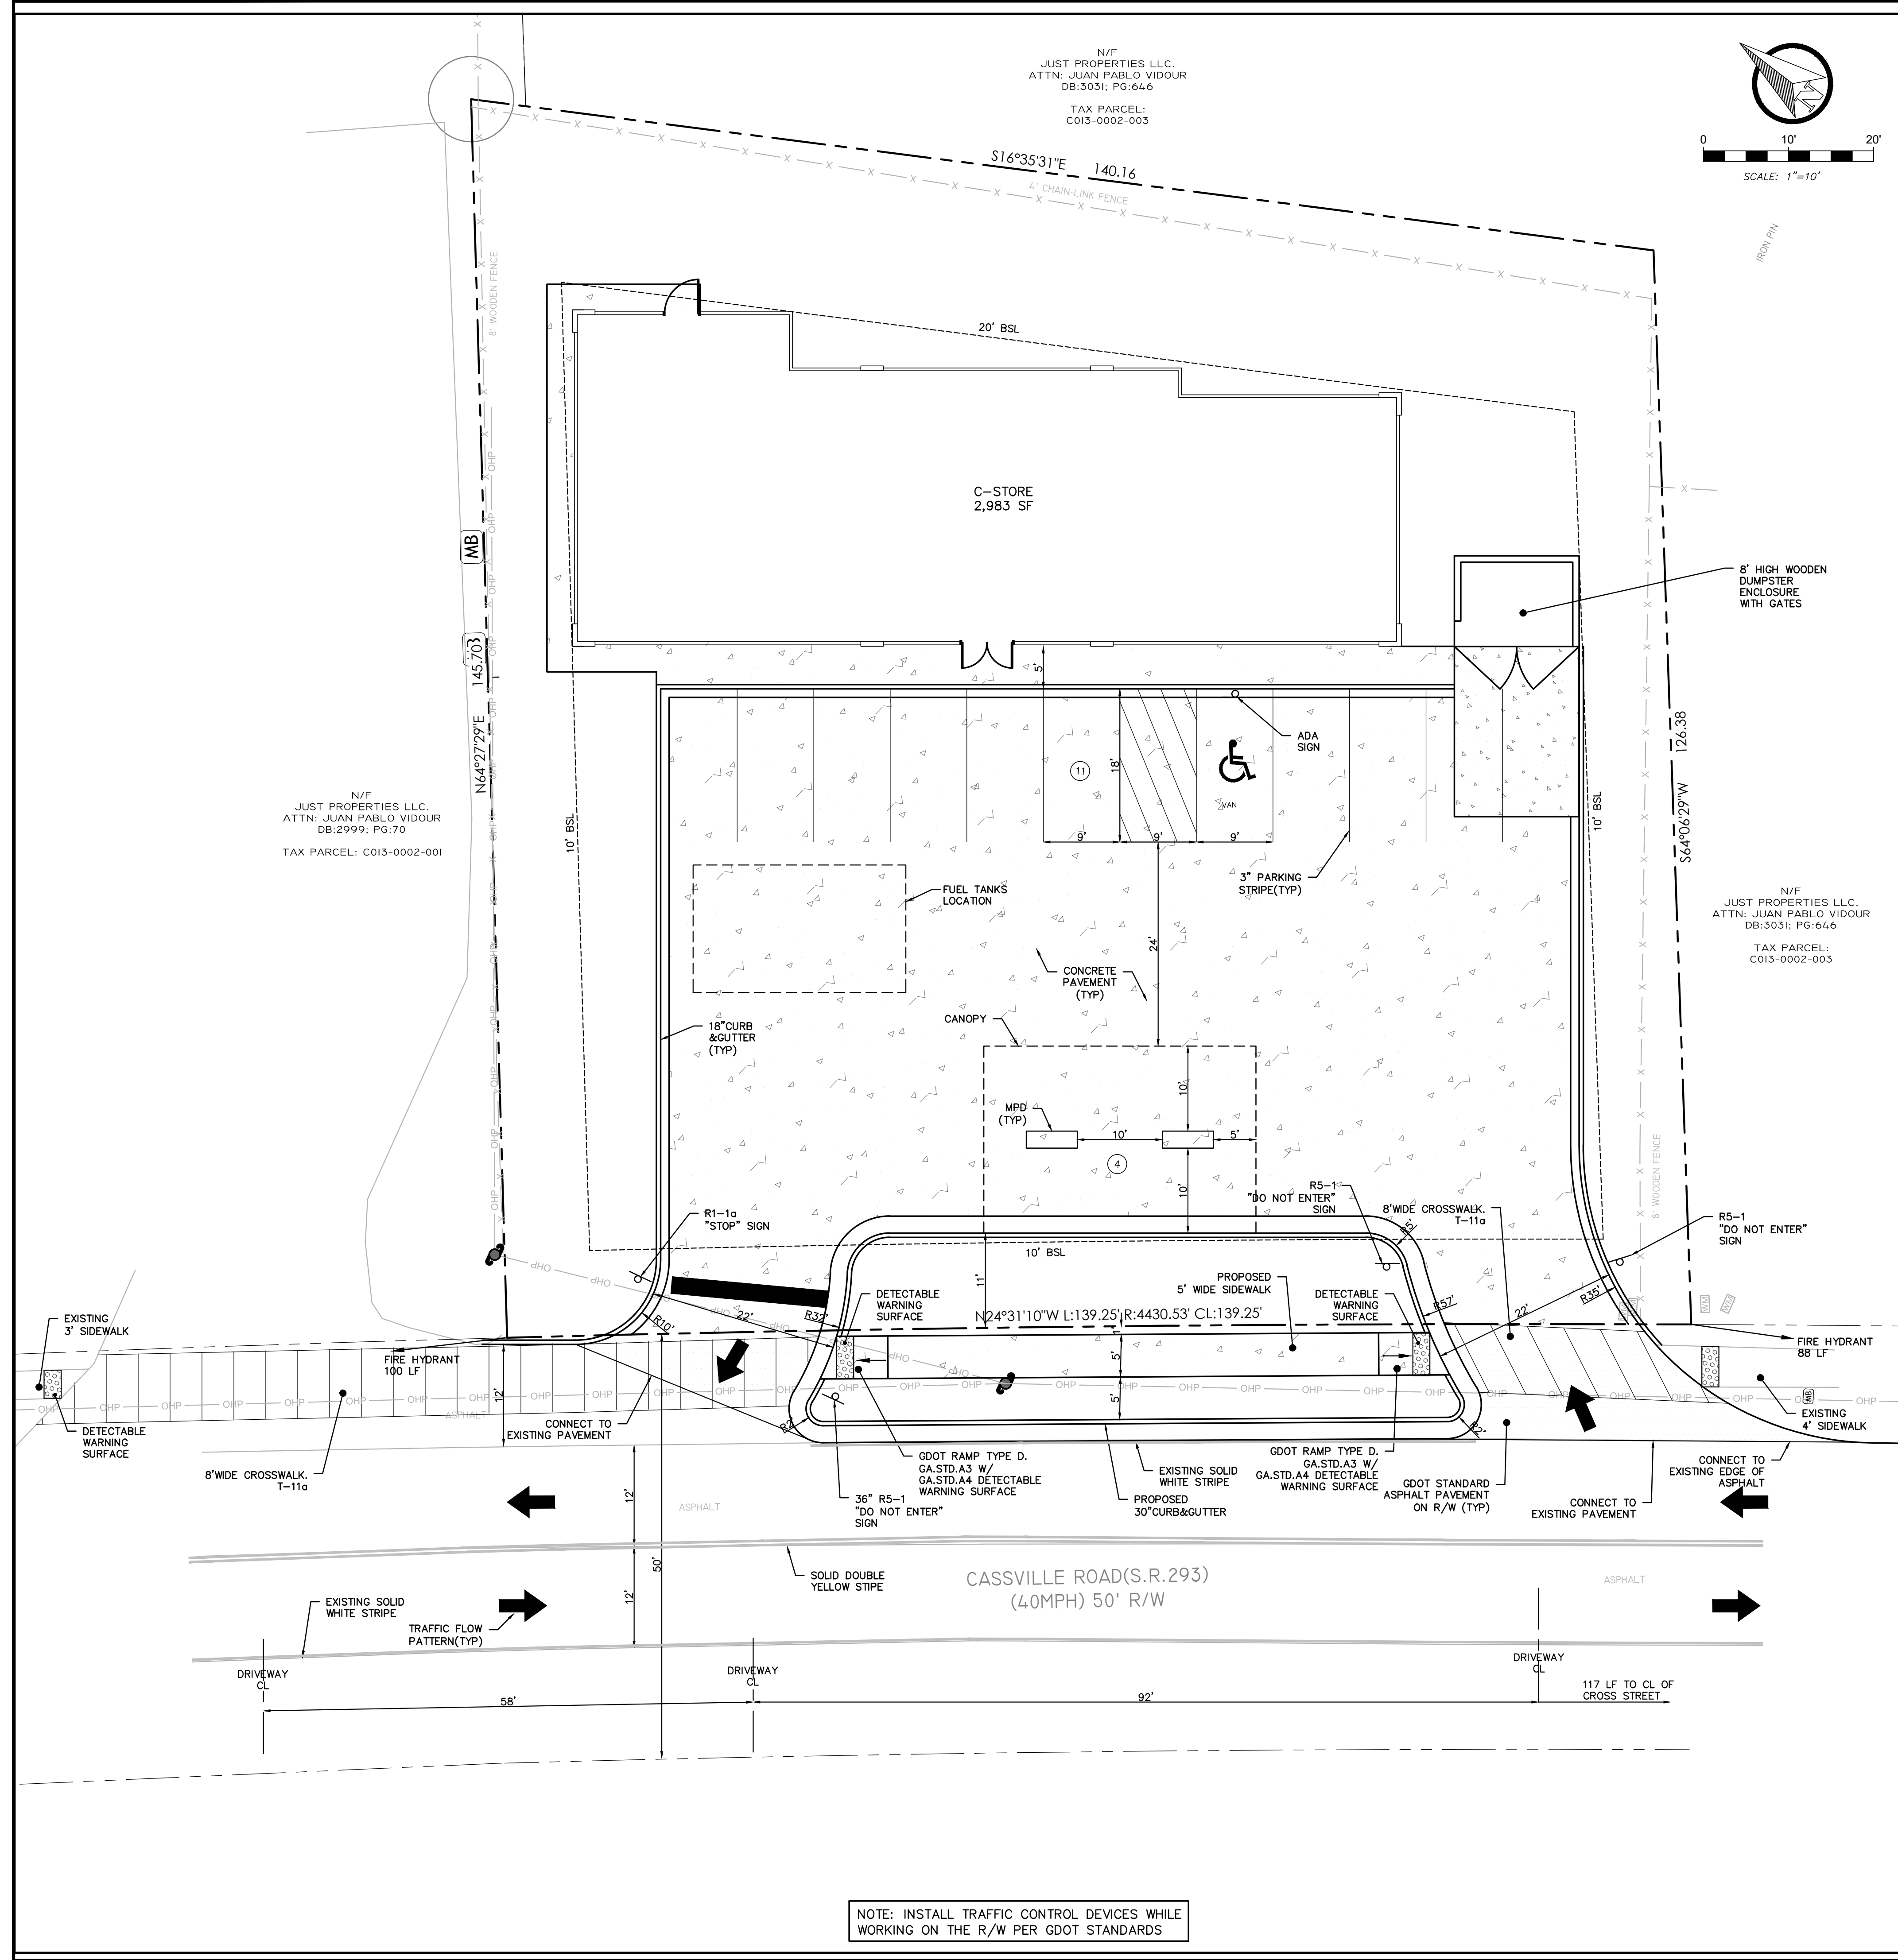 N/F
JUST PROPERTIES LLC.
ATTN: JUAN PABLO VIDOUR
DB:3031; PG:646
TAX PARCEL:
C013-0002-003
N
0 10' 20'
SCALE: 1"=10'
IRON PIN
S16°35'31"E 140.16
4' CHAIN-LINK FENCE
8' WOODEN FENCE
20' BSL
C-STORE
2,983 SF
MB
8' HIGH WOODEN
DUMPSTER
ENCLOSURE
WITH GATES
N64°27'29"E 145.703
5'
ADA
SIGN
11
18'
VAN
9' 9' 9'
S64°06'29"W 126.38
N/F
JUST PROPERTIES LLC.
ATTN: JUAN PABLO VIDOUR
DB:2999; PG:70
TAX PARCEL: C013-0002-001
10' BSL
10' BSL
3" PARKING
STRIPE(TYP)
FUEL TANKS
LOCATION
24'
N/F
JUST PROPERTIES LLC.
ATTN: JUAN PABLO VIDOUR
DB:3031; PG:646
TAX PARCEL:
C013-0002-003
CONCRETE
PAVEMENT
(TYP)
CANOPY
18"CURB
&GUTTER
(TYP)
10'
MPD
(TYP)
10'
5'
4
10'
8' WOODEN FENCE
R5-1
"DO NOT ENTER"
SIGN
8'WIDE CROSSWALK.
T-11a
R1-1a
"STOP" SIGN
R5-1
"DO NOT ENTER"
SIGN
R5'
10' BSL
11'
PROPOSED
5' WIDE SIDEWALK
DETECTABLE
WARNING
SURFACE
DETECTABLE
WARNING
SURFACE
N24°31'10"W L:139.25' R:4430.53' CL:139.25'
R10'
22'
R32'
R57'
22'
R35'
WM
WM
EXISTING
3' SIDEWALK
FIRE HYDRANT
100 LF
FIRE HYDRANT
88 LF
1'
5'
5'
12'
OHP OHP OHP OHP OHP OHP
ASPHALT
MB
EXISTING
4' SIDEWALK
DETECTABLE
WARNING
SURFACE
CONNECT TO
EXISTING PAVEMENT
R2'
R2'
8'WIDE CROSSWALK.
T-11a
GDOT RAMP TYPE D.
GA.STD.A3 W/
GA.STD.A4 DETECTABLE
WARNING SURFACE
EXISTING SOLID
WHITE STRIPE
GDOT RAMP TYPE D.
GA.STD.A3 W/
GA.STD.A4 DETECTABLE
WARNING SURFACE
GDOT STANDARD
ASPHALT PAVEMENT
ON R/W (TYP)
CONNECT TO
EXISTING EDGE OF
ASPHALT
CONNECT TO
EXISTING PAVEMENT
36" R5-1
"DO NOT ENTER"
SIGN
PROPOSED
30"CURB&GUTTER
12'
ASPHALT
50'
SOLID DOUBLE
YELLOW STIPE
CASSVILLE ROAD(S.R.293)
(40MPH) 50' R/W
ASPHALT
12'
EXISTING SOLID
WHITE STRIPE
TRAFFIC FLOW
PATTERN(TYP)
DRIVEWAY
CL
DRIVEWAY
CL
DRIVEWAY
CL
58'
92'
117 LF TO CL OF
CROSS STREET
NOTE: INSTALL TRAFFIC CONTROL DEVICES WHILE
WORKING ON THE R/W PER GDOT STANDARDS